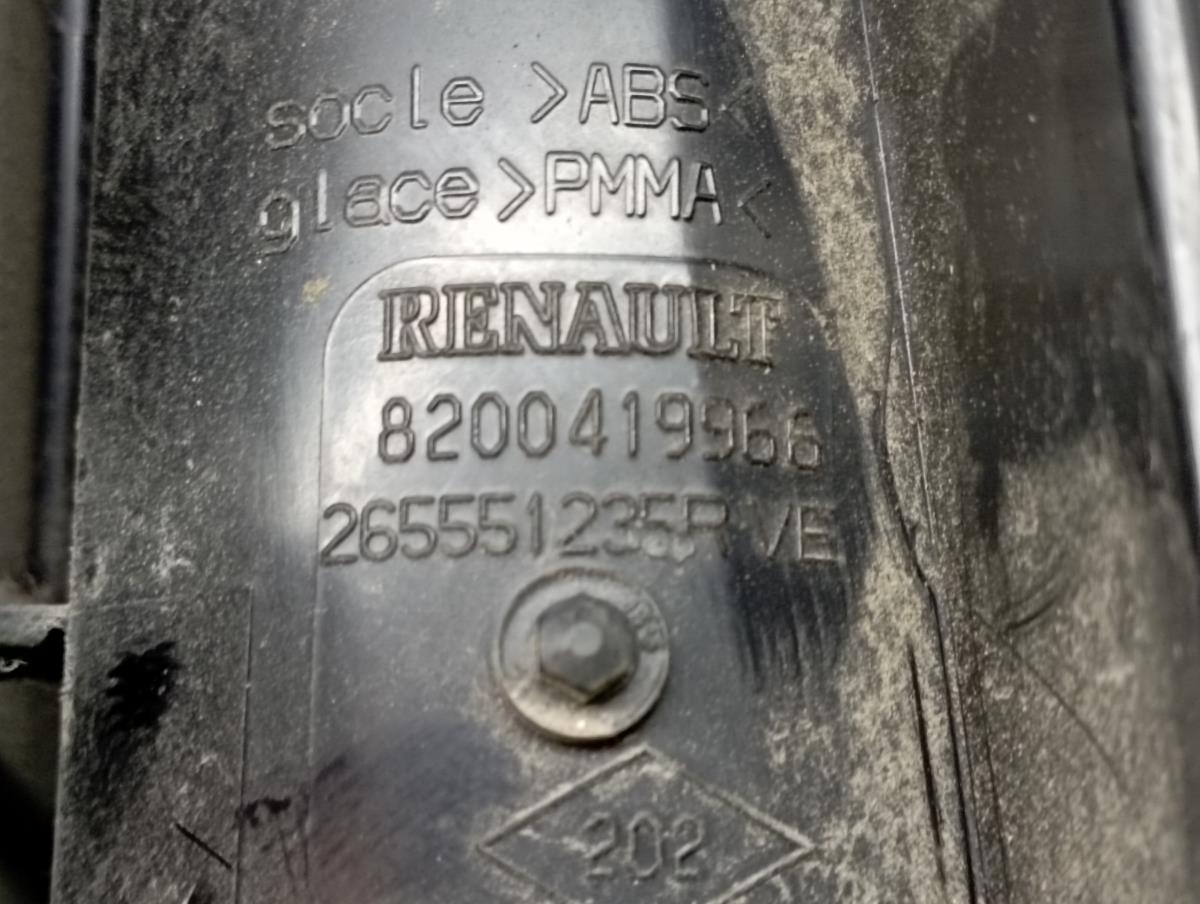 socle >ABS<
glace >PMMA<
RENAULT
8200419966
265551235R VE
202